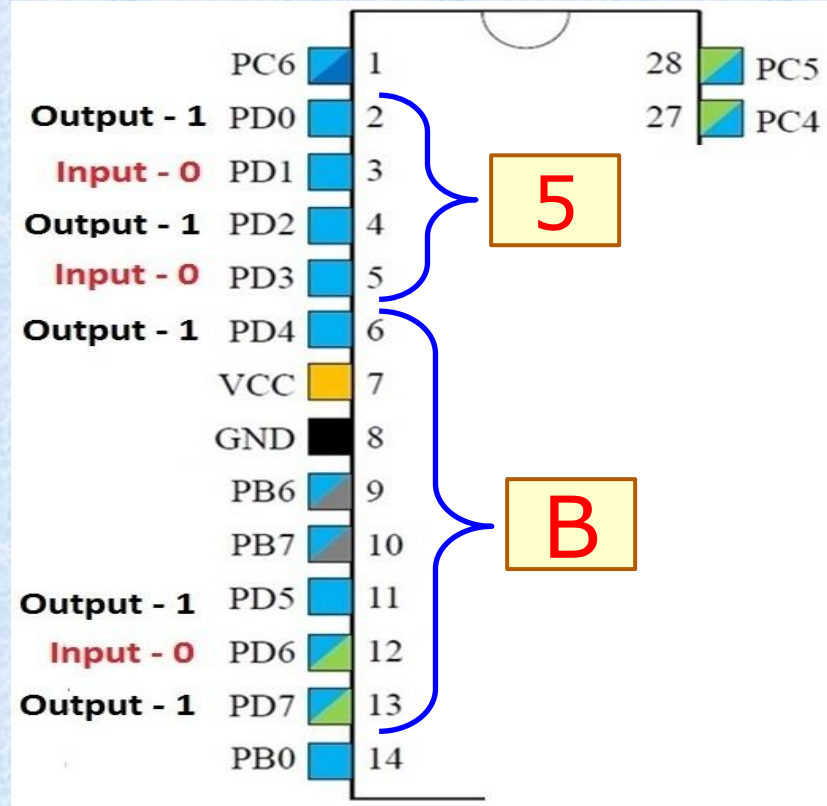 PC6 1 28 PC5
Output - 1 PD0 2 27 PC4
Input - 0 PD1 3
5
Output - 1 PD2 4
Input - 0 PD3 5
Output - 1 PD4 6
VCC 7
GND 8
PB6 9
B
PB7 10
Output - 1 PD5 11
Input - 0 PD6 12
Output - 1 PD7 13
PB0 14